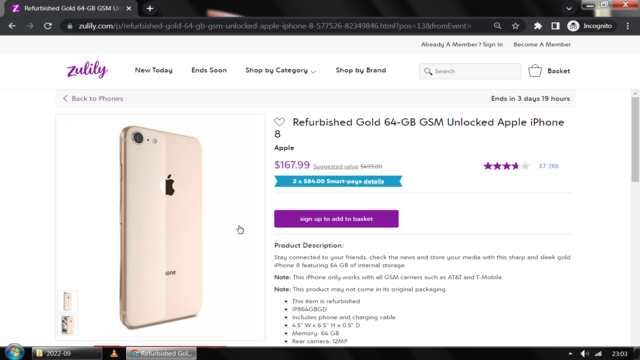 Refurbished Gold 64-GB GSM Un
zulily.com/p/refurbished-gold-64-gb-gsm-unlocked-apple-iphone-8-577526-82349846.html?pos=13&fromEvent=
Incognito
Already A Member? Sign In
Become A Member
zulily
New Today
Ends Soon
Shop by Category
Shop by Brand
Search
Basket
Back to Phones
Ends in 3 days 19 hours
Refurbished Gold 64-GB GSM Unlocked Apple iPhone
8
Apple
$167.99 Suggested value $499.00
3.7 (10)
2 x $84.00 Smart-pays details
sign up to add to basket
Product Description:
Stay connected to your friends, check the news and store your media with this sharp and sleek gold
iPhone 8 featuring 64 GB of internal storage.
Note: This iPhone only works with all GSM carriers such as AT&T and T-Mobile.
Note: This product may not come in its original packaging.
This item is refurbished
IP864GBGD
Includes phone and charging cable
4.5'' W x 6.5'' H x 0.5'' D
Memory: 64 GB
Rear camera: 12MP
2022-09
Refurbished Gol...
23:03